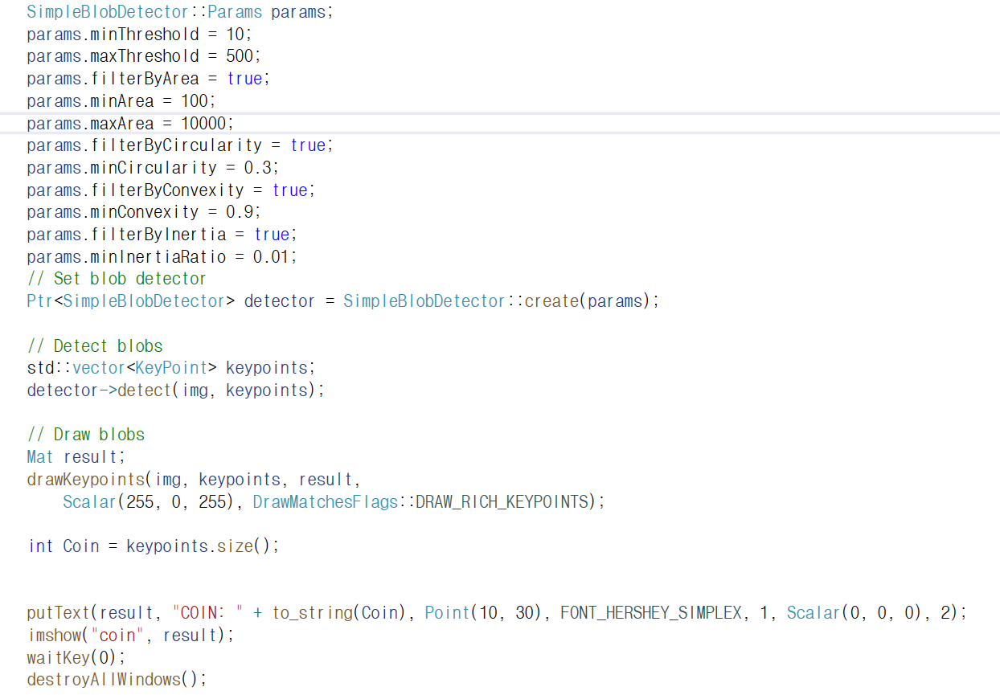 SimpleBlobDetector::Params params;
params.minThreshold = 10;
params.maxThreshold = 500;
params.filterByArea = true;
params.minArea = 100;
params.maxArea = 10000;
params.filterByCircularity = true;
params.minCircularity = 0.3;
params.filterByConvexity = true;
params.minConvexity = 0.9;
params.filterByInertia = true;
params.minInertiaRatio = 0.01;
// Set blob detector
Ptr<SimpleBlobDetector> detector = SimpleBlobDetector::create(params);
// Detect blobs
std::vector<KeyPoint> keypoints;
detector->detect(img, keypoints);
// Draw blobs
Mat result;
drawKeypoints(img, keypoints, result,
Scalar(255, 0, 255), DrawMatchesFlags::DRAW_RICH_KEYPOINTS);
int Coin = keypoints.size();
putText(result, "COIN: " + to_string(Coin), Point(10, 30), FONT_HERSHEY_SIMPLEX, 1, Scalar(0, 0, 0), 2);
imshow("coin", result);
waitKey(0);
destroyAllWindows();